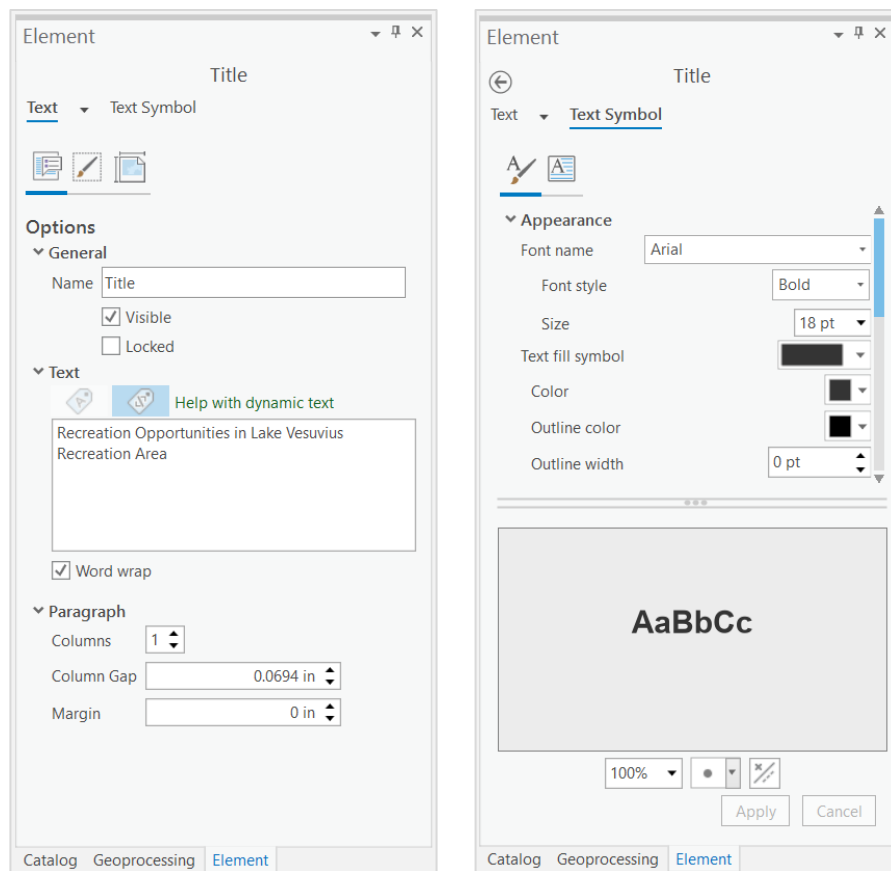 Element
Title
Text Text Symbol
Options
General
Name Title
Visible
Locked
Text
Help with dynamic text
Recreation Opportunities in Lake Vesuvius
Recreation Area
Word wrap
Paragraph
Columns 1
Column Gap 0.0694 in
Margin 0 in
Catalog Geoprocessing Element
Element
Title
Text Text Symbol
Appearance
Font name Arial
Font style Bold
Size 18 pt
Text fill symbol
Color
Outline color
Outline width 0 pt
AaBbCc
100%
Apply Cancel
Catalog Geoprocessing Element